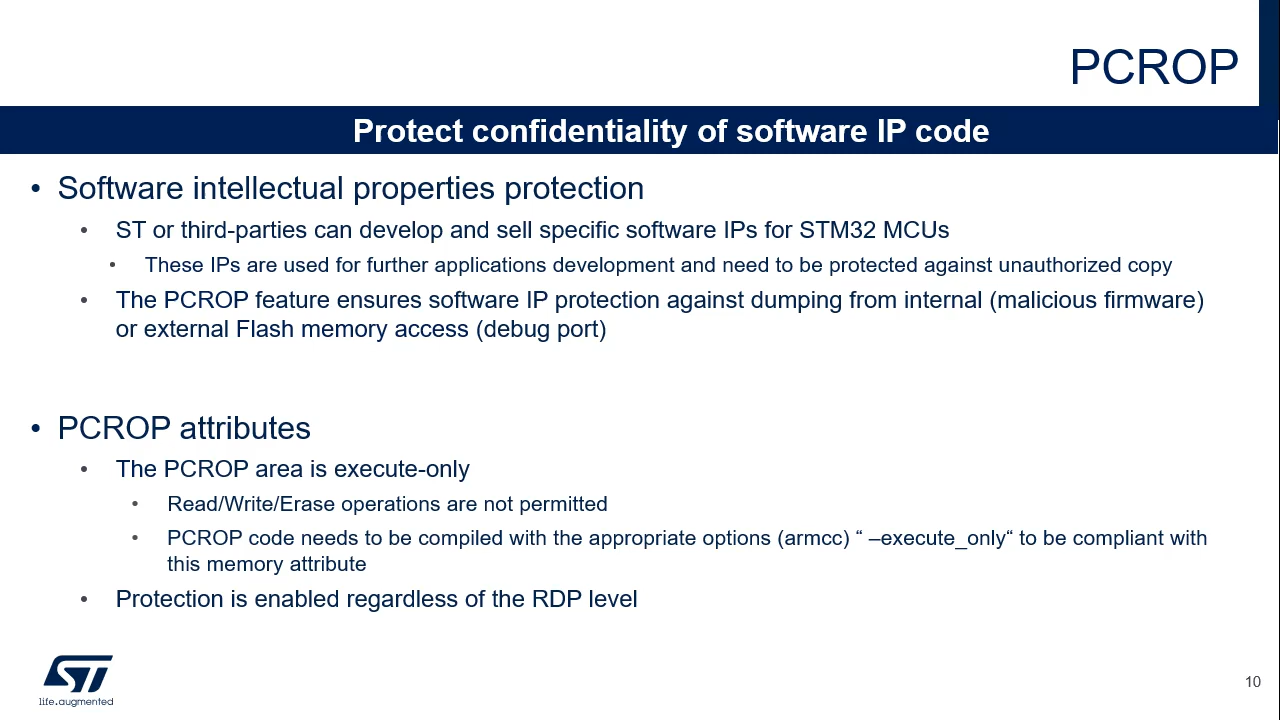 PCROP
Protect confidentiality of software IP code
• Software intellectual properties protection
• ST or third-parties can develop and sell specific software IPs for STM32 MCUs
• These IPs are used for further applications development and need to be protected against unauthorized copy
• The PCROP feature ensures software IP protection against dumping from internal (malicious firmware)
or external Flash memory access (debug port)
• PCROP attributes
• The PCROP area is execute-only
• Read/Write/Erase operations are not permitted
• PCROP code needs to be compiled with the appropriate options (armcc) “ –execute_only“ to be compliant with
this memory attribute
• Protection is enabled regardless of the RDP level
ST
life.augmented
10